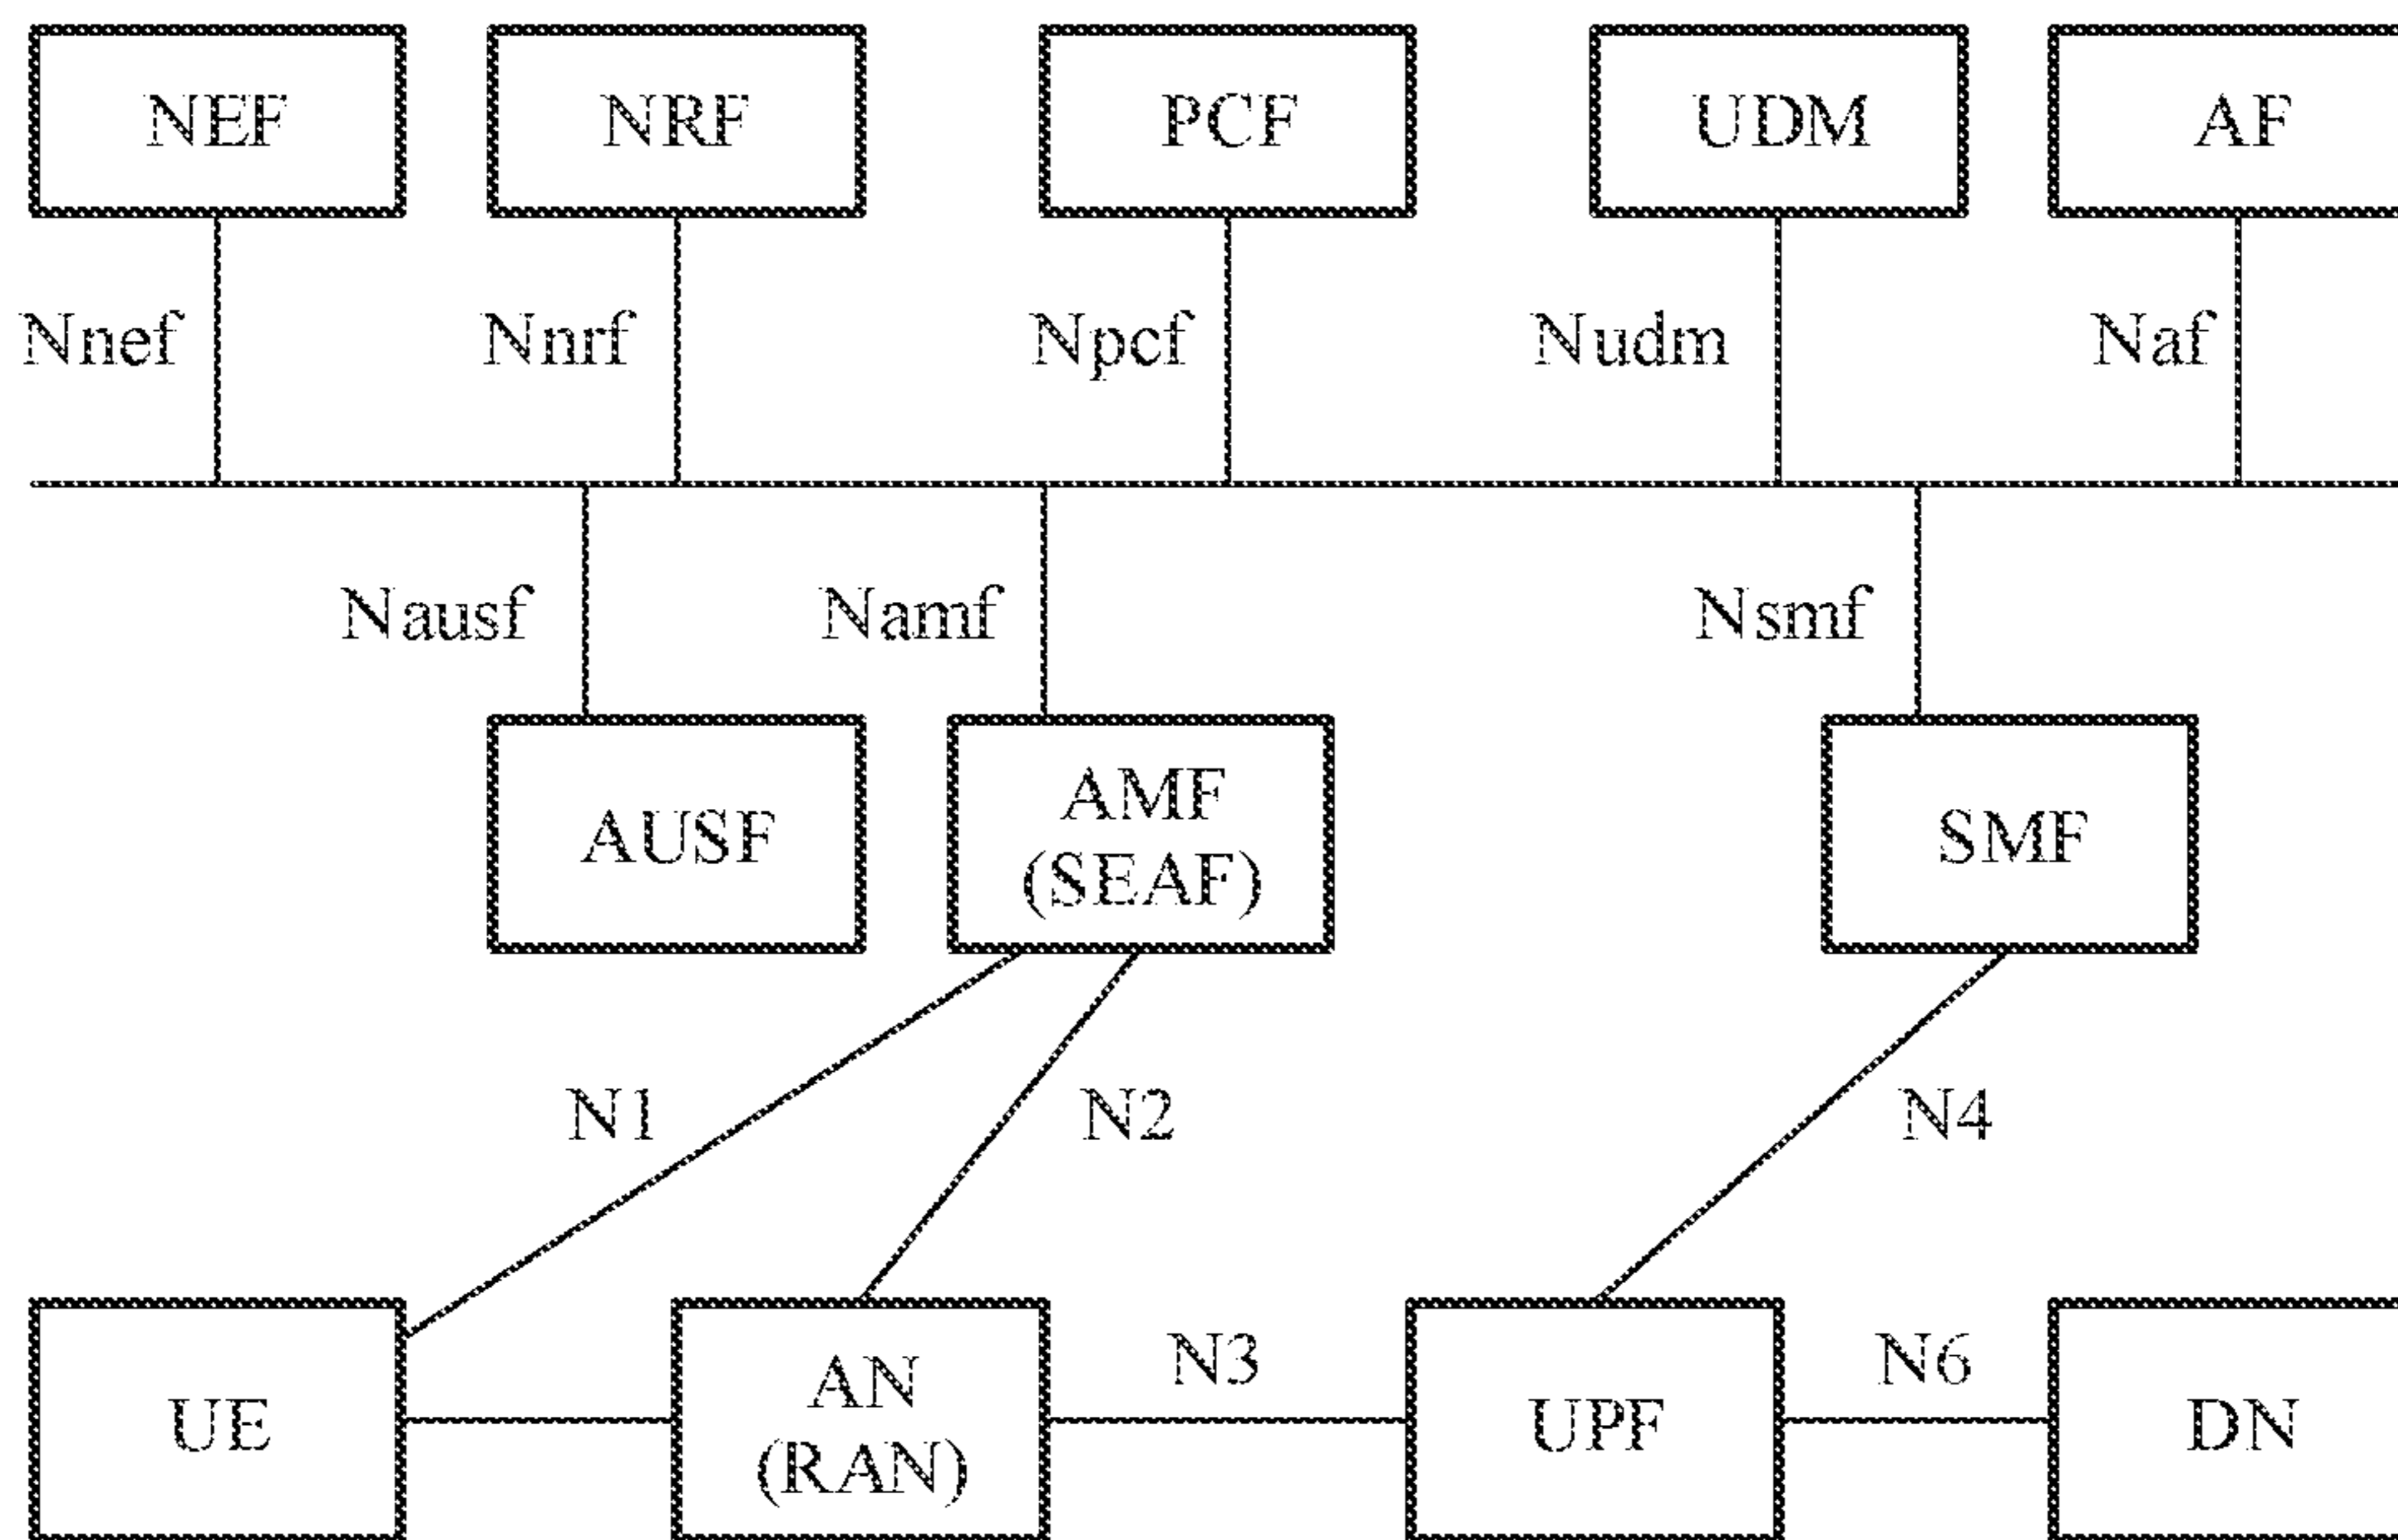 NEF
NRF
PCF
UDM
AF
Nnef
Nnrf
Npcf
Nudm
Naf
Nausf
Namf
Nsmf
AUSF
AMF
(SEAF)
SMF
N1
N2
N4
UE
AN
(RAN)
N3
UPF
N6
DN